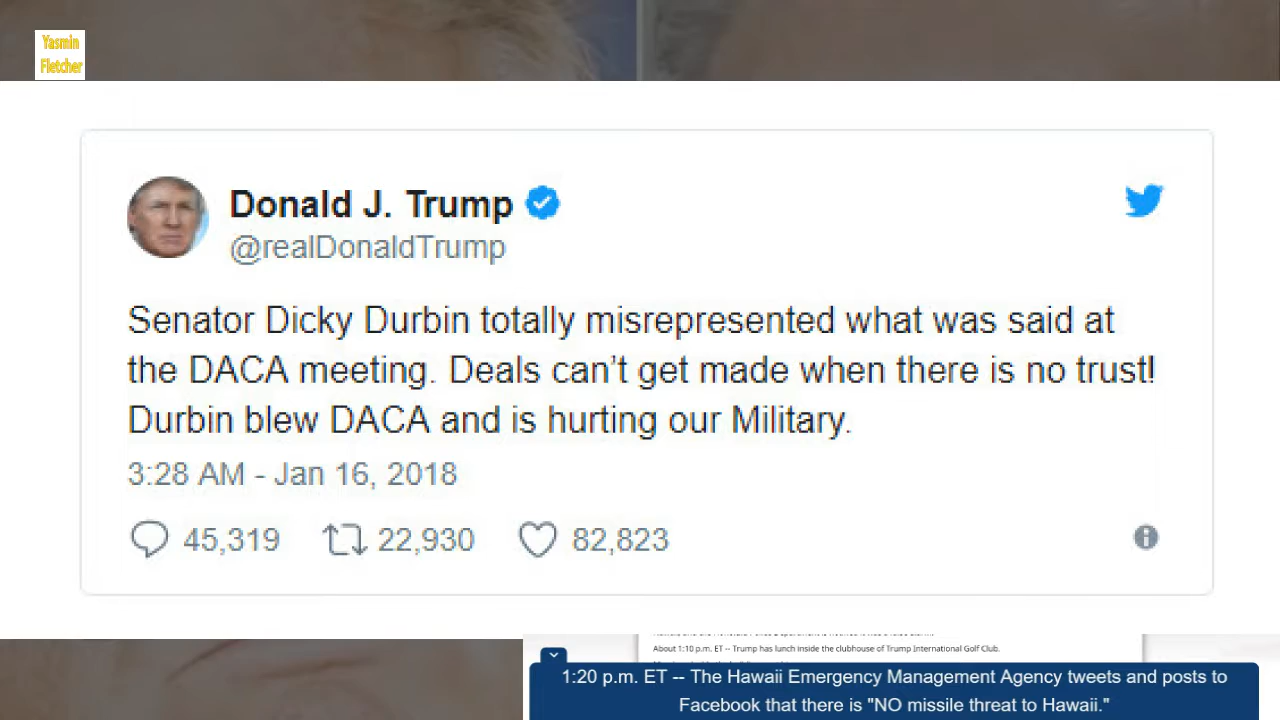 Yasmin
Fletcher
Donald J. Trump
@realDonaldTrump
Senator Dicky Durbin totally misrepresented what was said at
the DACA meeting. Deals can’t get made when there is no trust!
Durbin blew DACA and is hurting our Military.
3:28 AM - Jan 16, 2018
45,319 22,930 82,823
About 1:10 p.m. ET -- Trump has lunch inside the clubhouse of Trump International Golf Club.
1:20 p.m. ET -- The Hawaii Emergency Management Agency tweets and posts to
Facebook that there is "NO missile threat to Hawaii."